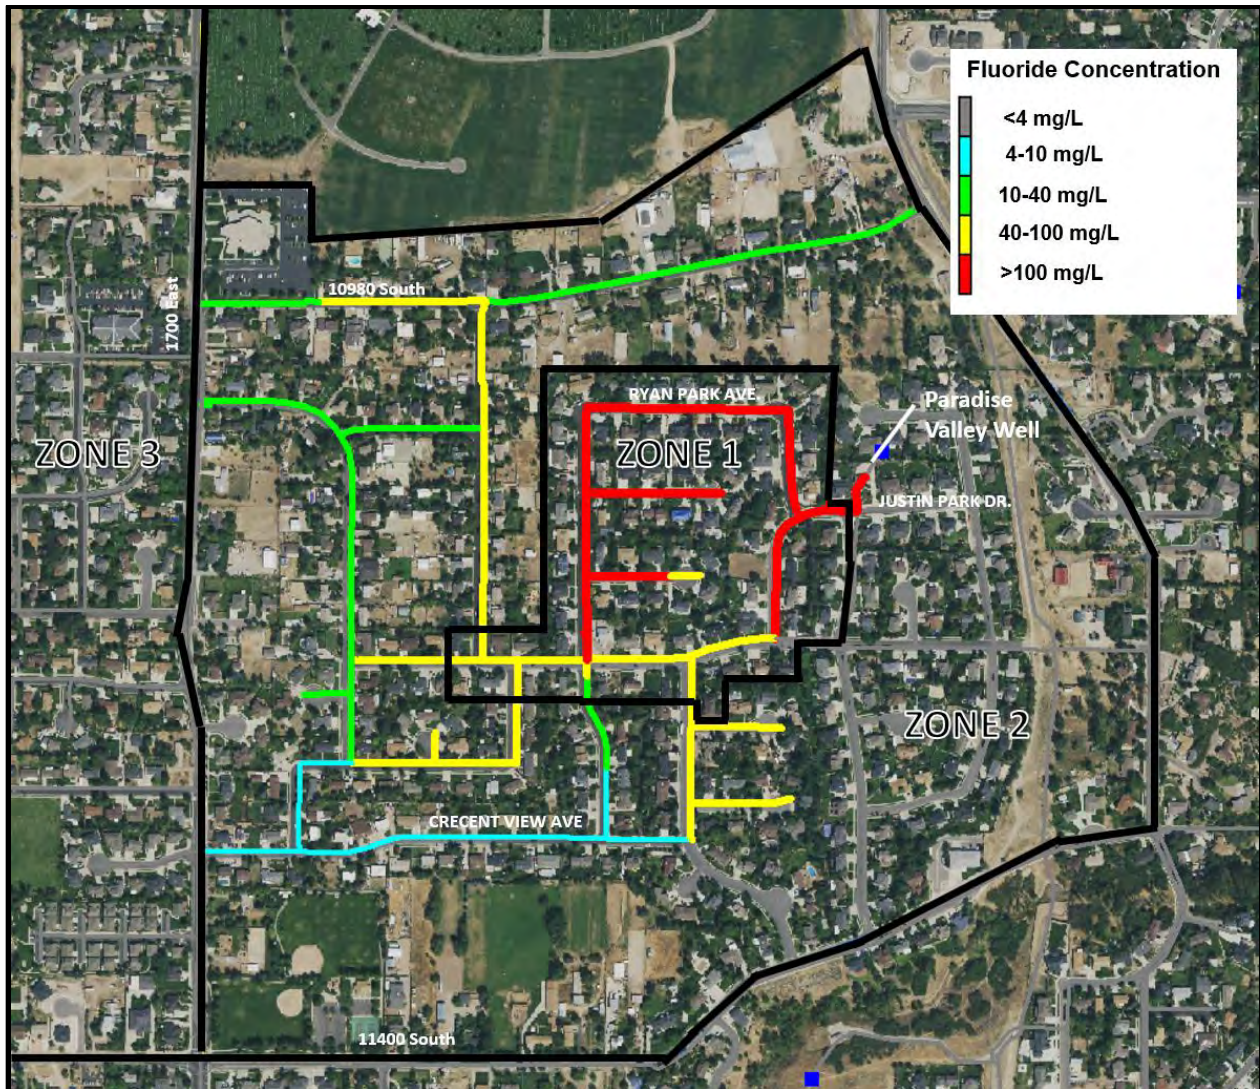 Fluoride Concentration
<4 mg/L
4-10 mg/L
10-40 mg/L
40-100 mg/L
>100 mg/L
10980 South
1700 East
RYAN PARK AVE.
Paradise
Valley Well
ZONE 3
ZONE 1
JUSTIN PARK DR.
ZONE 2
CRECENT VIEW AVE
11400 South